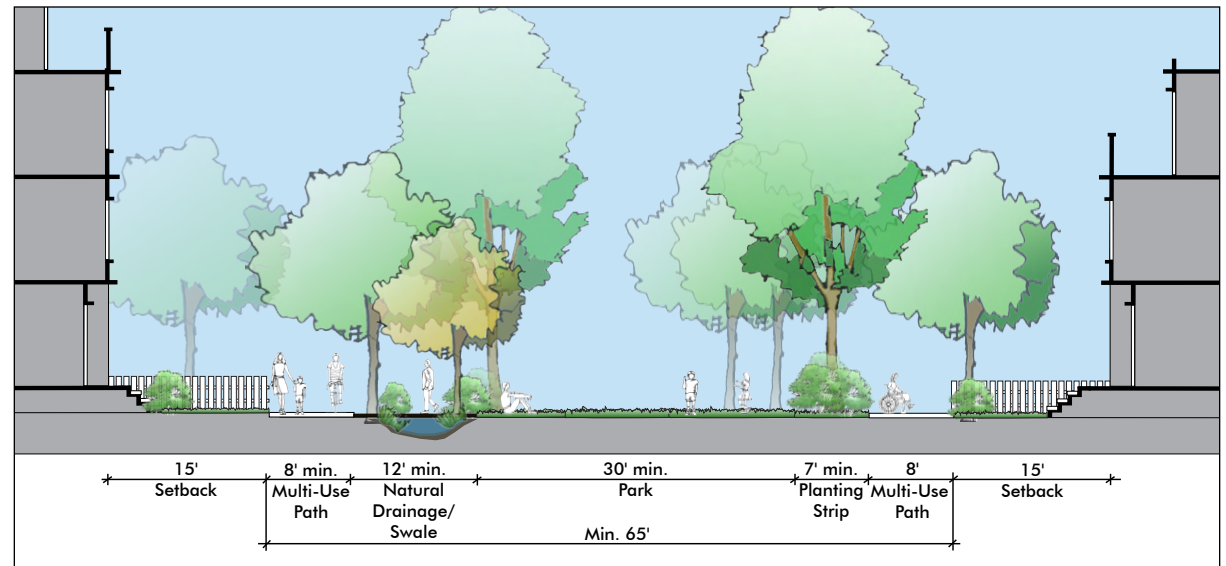 15' 8' min. 12' min. 30' min. 7' min. 8' 15'
Setback Multi-Use Natural Park Planting Multi-Use Setback
Path Drainage/ Strip Path
Swale
Min. 65'